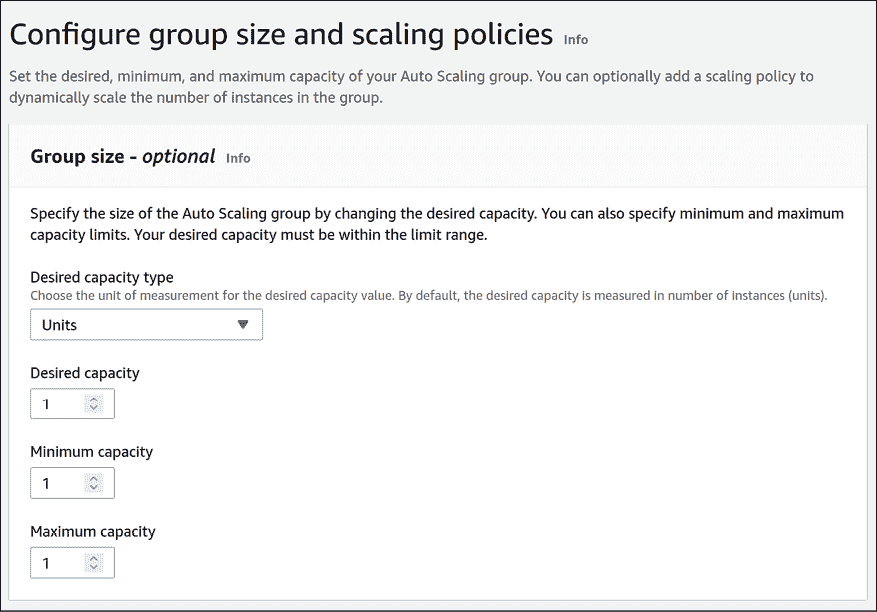 Configure group size and scaling policies Info
Set the desired, minimum, and maximum capacity of your Auto Scaling group. You can optionally add a scaling policy to
dynamically scale the number of instances in the group.
Group size - optional Info
Specify the size of the Auto Scaling group by changing the desired capacity. You can also specify minimum and maximum
capacity limits. Your desired capacity must be within the limit range.
Desired capacity type
Choose the unit of measurement for the desired capacity value. By default, the desired capacity is measured in number of instances (units).
Units
Desired capacity
1
Minimum capacity
1
Maximum capacity
1